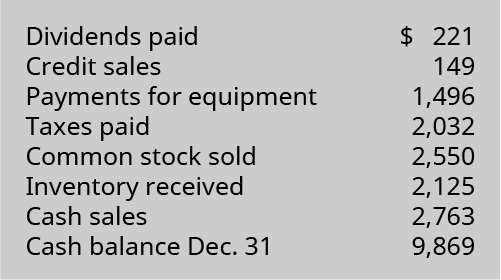 Dividends paid $ 221
Credit sales 149
Payments for equipment 1,496
Taxes paid 2,032
Common stock sold 2,550
Inventory received 2,125
Cash sales 2,763
Cash balance Dec. 31 9,869